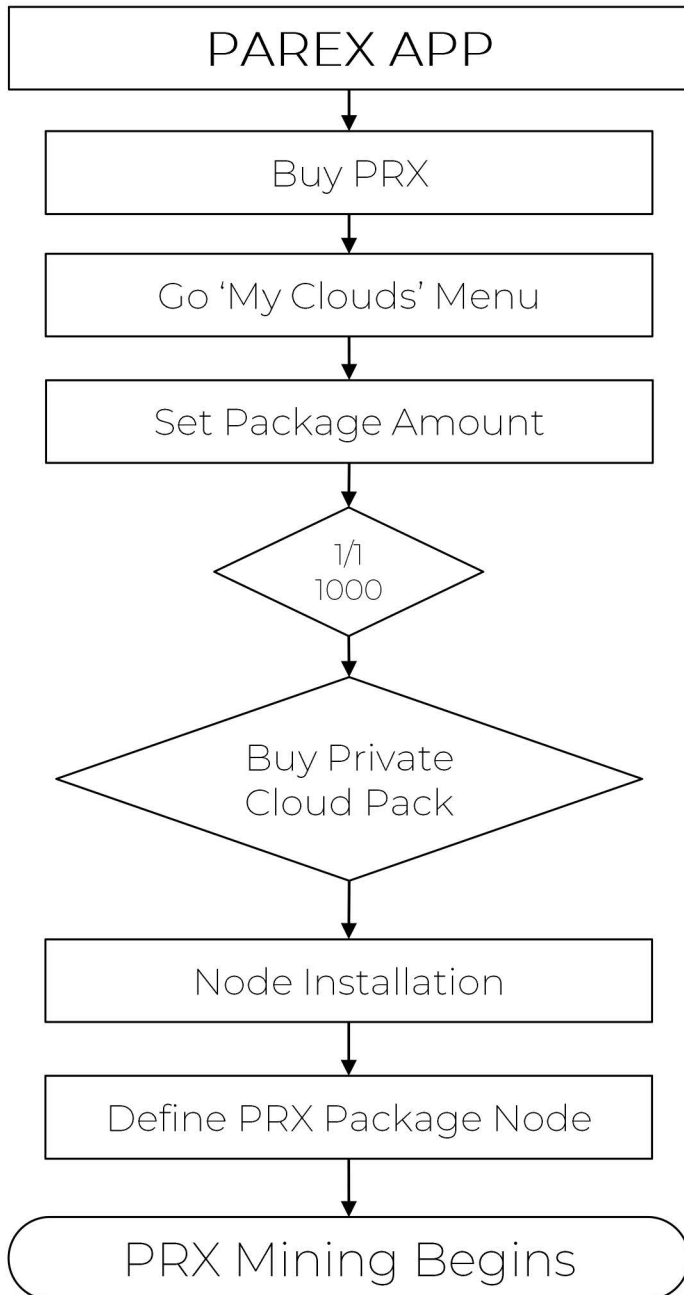 PAREX APP
Buy PRX
Go ‘My Clouds’ Menu
Set Package Amount
1/1
1000
Buy Private
Cloud Pack
Node Installation
Define PRX Package Node
PRX Mining Begins